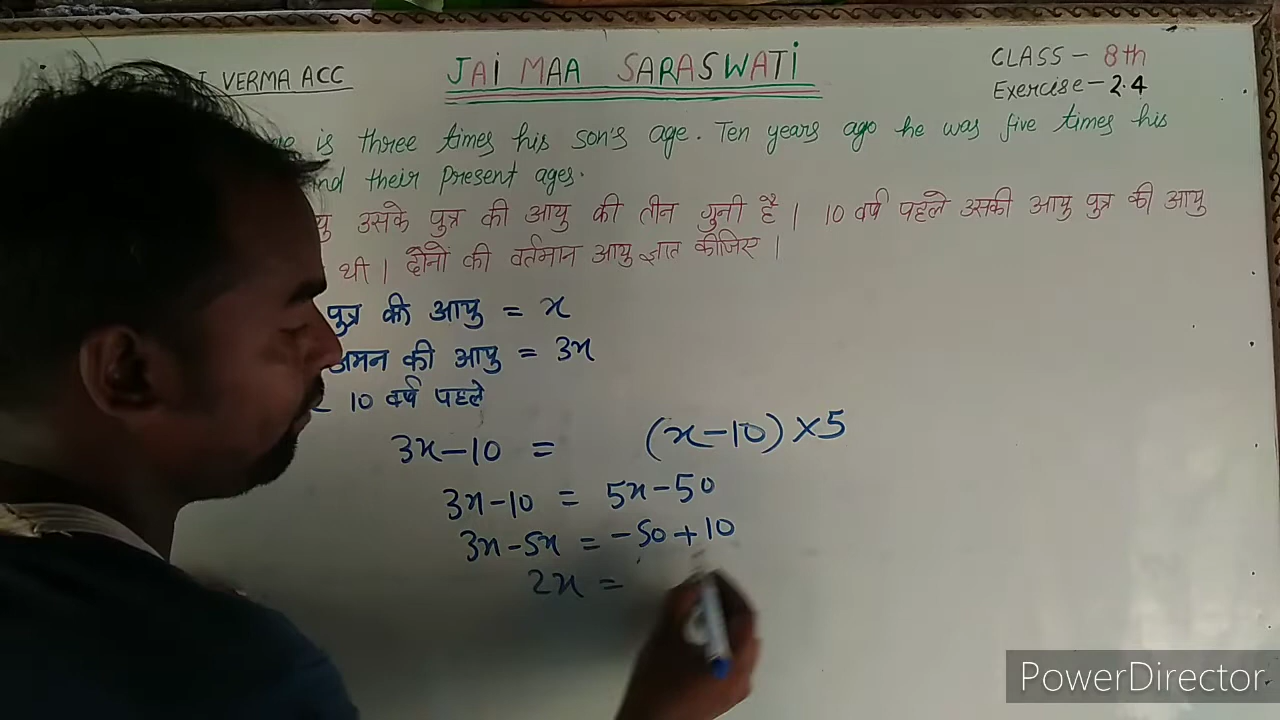 VERMA ACC
JAI MAA SARASWATI
CLASS - 8th
Exercise - 2.4
is three times his son's age. Ten years ago he was five times his
their present ages.
उसके पुत्र की आयु की तीन गुनी है । 10 वर्ष पहले उसकी आयु पुत्र की आयु
थी । दोनों की वर्तमान आयु ज्ञात कीजिए ।
पुत्र की आयु = x
अमन की आयु = 3x
10 वर्ष पहले
3x-10 = (x-10)×5
3x-10 = 5x-50
3x-5x = -50+10
2x =
PowerDirector